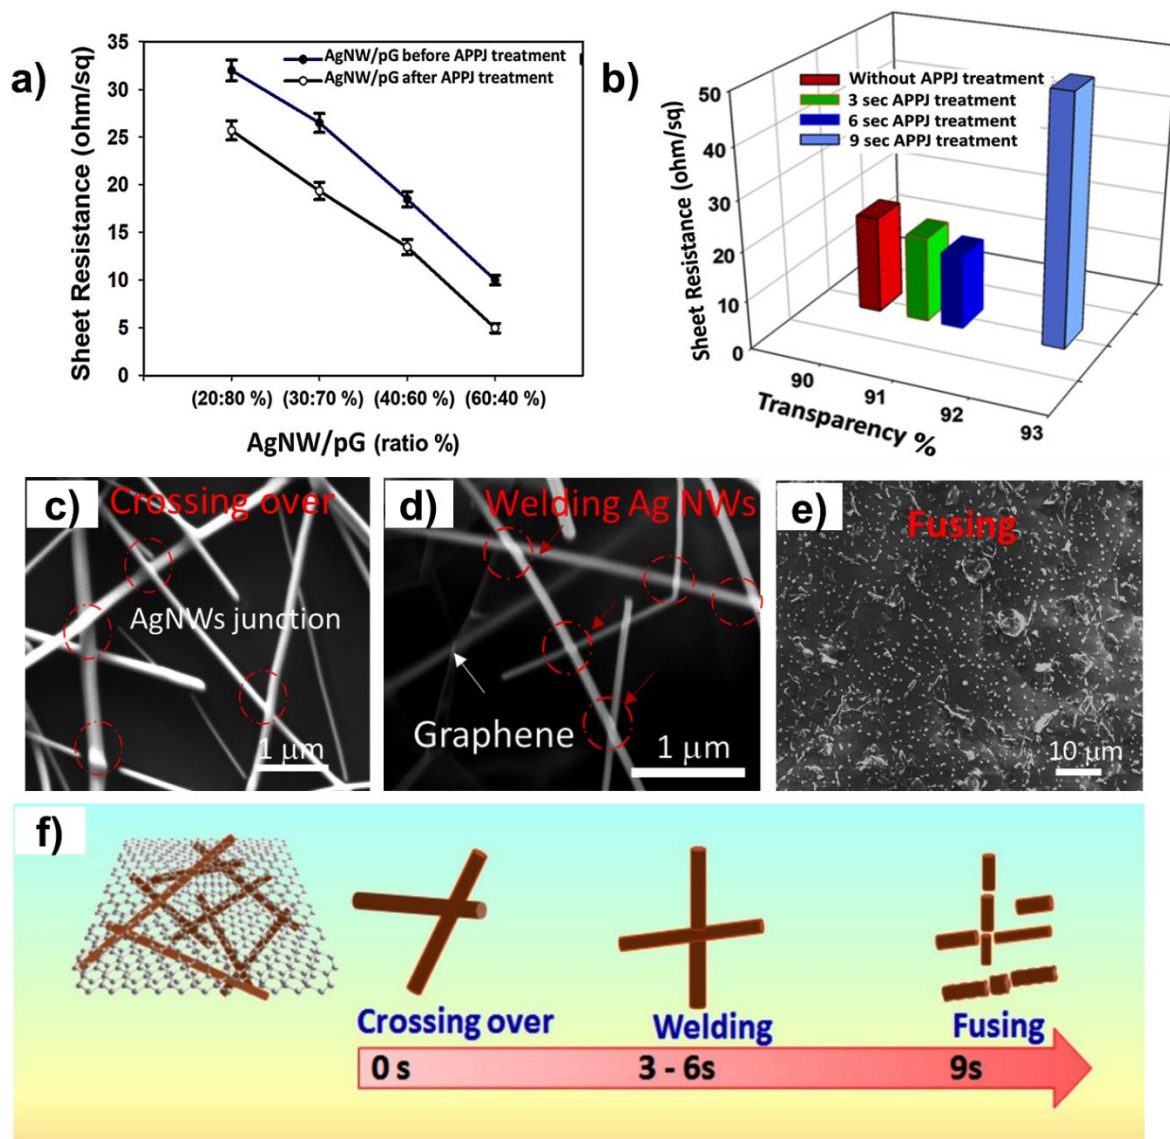 a)
35
30
25
20
15
10
5
0
Sheet Resistance (ohm/sq)
AgNW/pG before APPJ treatment
AgNW/pG after APPJ treatment
(20:80 %) (30:70 %) (40:60 %) (60:40 %)
AgNW/pG (ratio %)
b)
50
40
30
20
10
0
Sheet Resistance (ohm/sq)
Without APPJ treatment
3 sec APPJ treatment
6 sec APPJ treatment
9 sec APPJ treatment
90
91
92
93
Transparency %
c)
Crossing over
AgNWs junction
1 μm
d)
Welding Ag NWs
Graphene
1 μm
e)
Fusing
10 μm
f)
Crossing over
Welding
Fusing
0 s
3 - 6s
9s